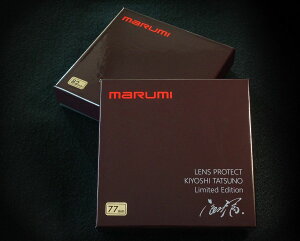 marumi
marumi
LENS PROTECT
KIYOSHI TATSUNO
Limited Edition
77mm